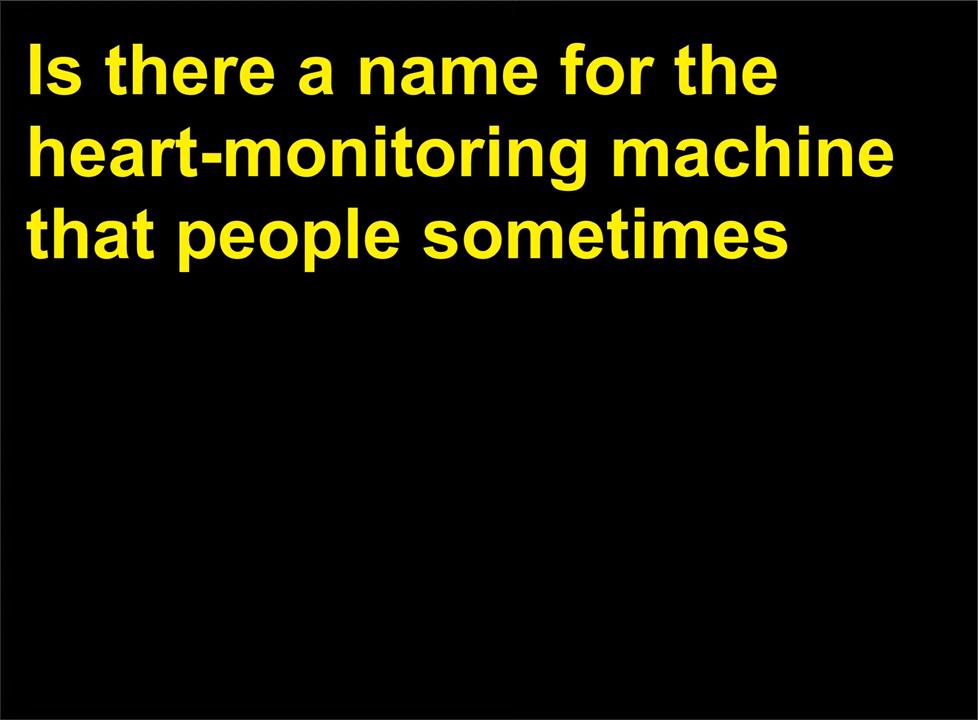 Is there a name for the
heart-monitoring machine
that people sometimes